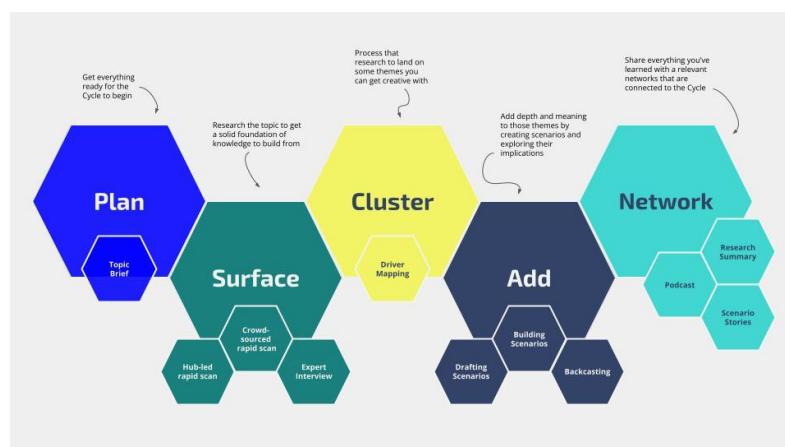 Get everything
ready for the
Cycle to begin
Plan
Topic
Brief
Research the topic to get
a solid foundation of
knowledge to build from
Surface
Hub-led
rapid scan
Crowd-
sourced
rapid scan
Expert
Interview
Process that
research to land on
some themes you
can get creative with
Cluster
Driver
Mapping
Add depth and meaning
to those themes by
creating scenarios and
exploring their
implications
Add
Drafting
Scenarios
Building
Scenarios
Backcasting
Share everything you've
learned with a relevant
networks that are
connected to the Cycle
Network
Podcast
Research
Summary
Scenario
Stories